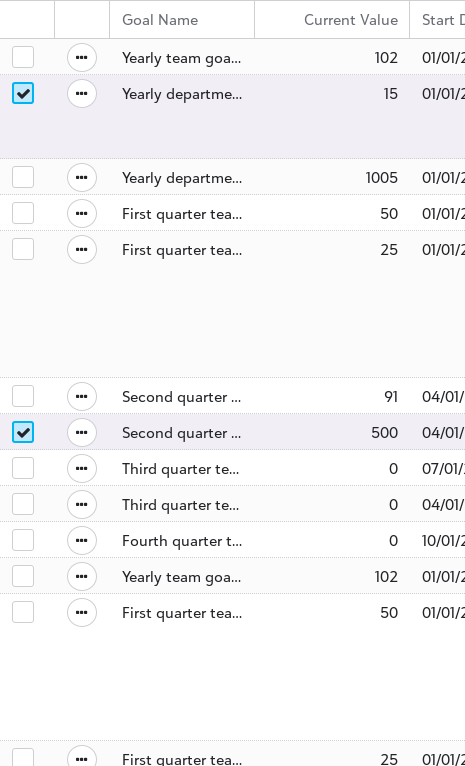 Goal Name Current Value Start D
Yearly team goa... 102 01/01/2
Yearly departme... 15 01/01/2
Yearly departme... 1005 01/01/2
First quarter tea... 50 01/01/2
First quarter tea... 25 01/01/2
Second quarter ... 91 04/01/
Second quarter ... 500 04/01/
Third quarter te... 0 07/01/
Third quarter te... 0 04/01/
Fourth quarter t... 0 10/01/2
Yearly team goa... 102 01/01/2
First quarter tea... 50 01/01/2
First quarter tea... 25 01/01/2